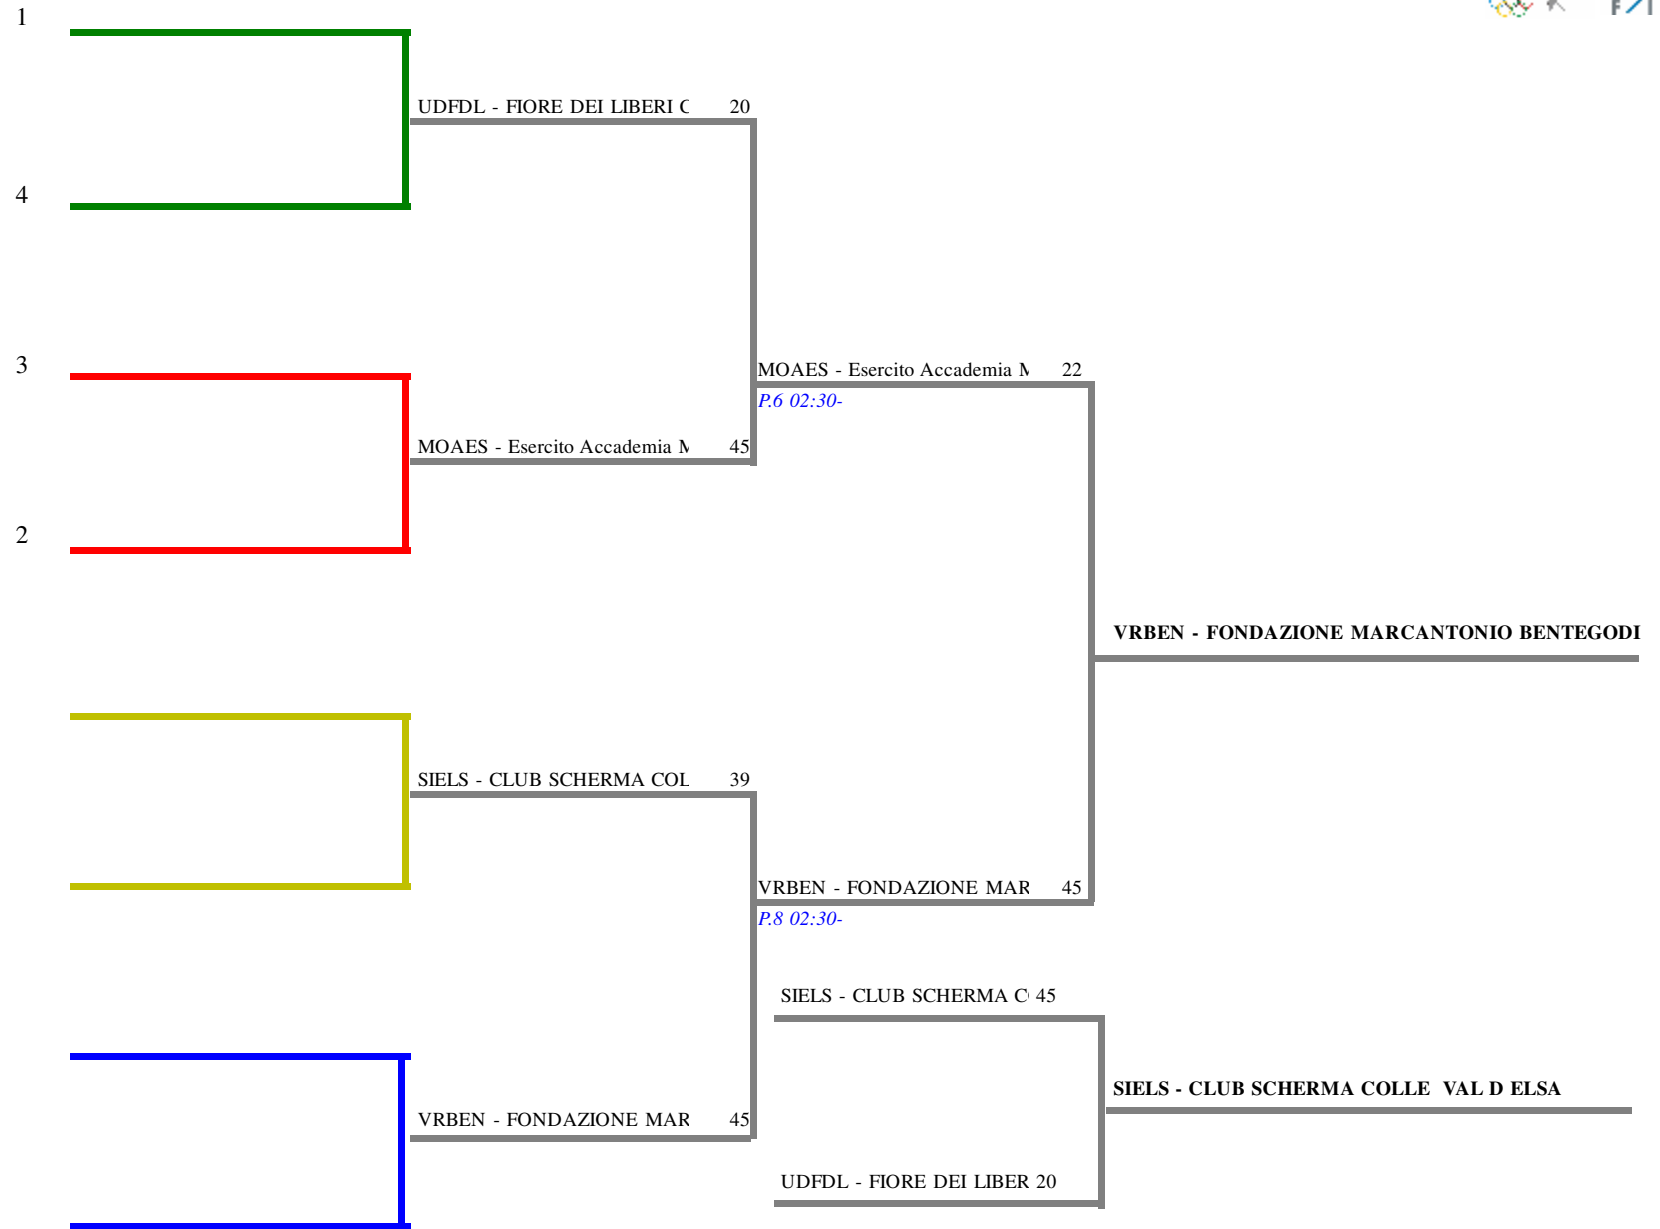 1
UDFDL - FIORE DEI LIBERI C 20
4
3
MOAES - Esercito Accademia M 22
P.6 02:30-
MOAES - Esercito Accademia M 45
2
VRBEN - FONDAZIONE MARCANTONIO BENTEGODI
SIELS - CLUB SCHERMA COL 39
VRBEN - FONDAZIONE MAR 45
P.8 02:30-
SIELS - CLUB SCHERMA C 45
SIELS - CLUB SCHERMA COLLE VAL D ELSA
VRBEN - FONDAZIONE MAR 45
UDFDL - FIORE DEI LIBER 20